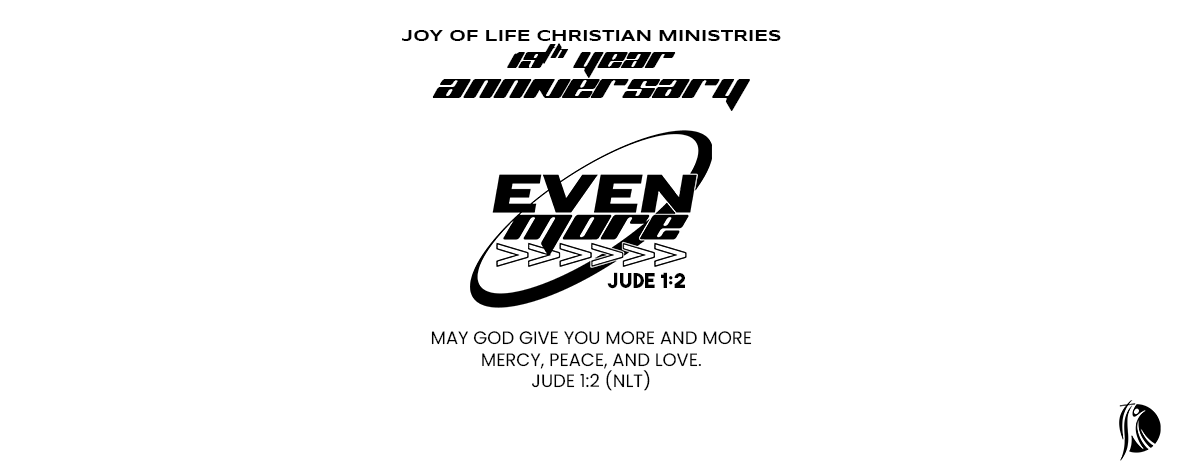 JOY OF LIFE CHRISTIAN MINISTRIES
19th year
anniversary
EVEN
more
>>>>>>
JUDE 1:2
MAY GOD GIVE YOU MORE AND MORE
MERCY, PEACE, AND LOVE.
JUDE 1:2 (NLT)